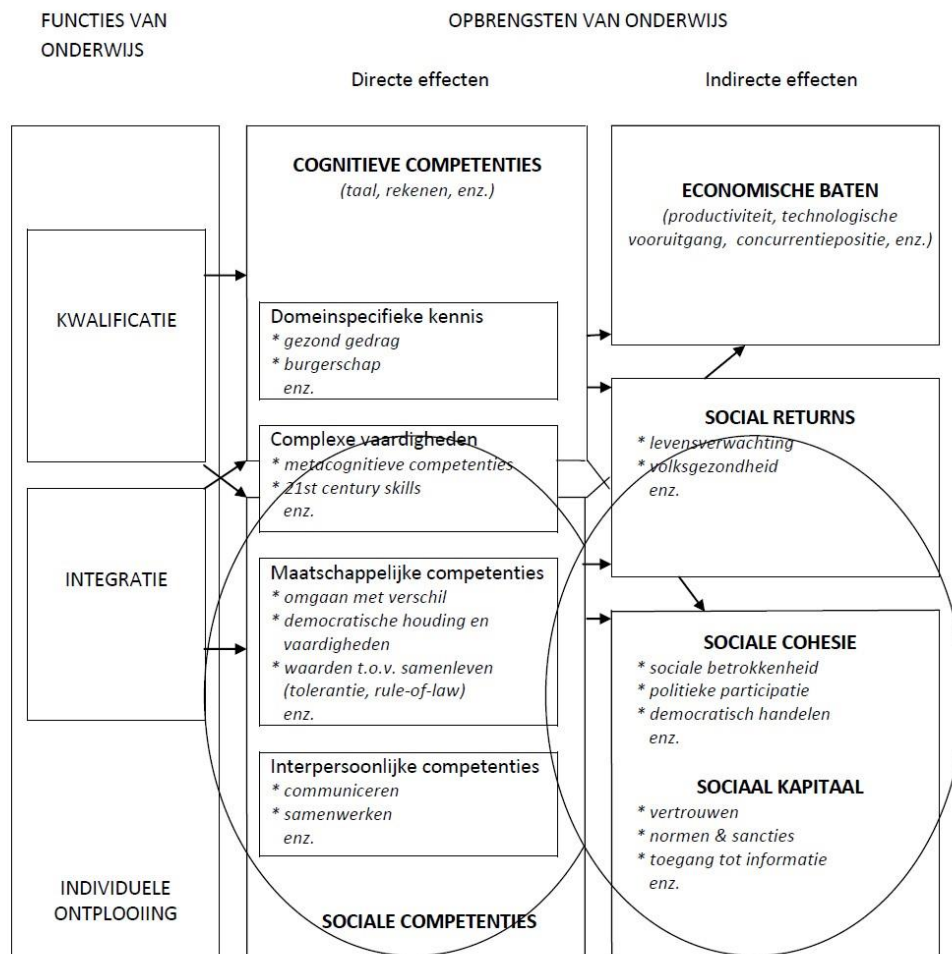 FUNCTIES VAN
ONDERWIJS
OPBRENGSTEN VAN ONDERWIJS
Directe effecten
Indirecte effecten
KWALIFICATIE
INTEGRATIE
INDIVIDUELE
ONTPLOOIING
COGNITIEVE COMPETENTIES
(taal, rekenen, enz.)
Domeinspecifieke kennis
* gezond gedrag
* burgerschap
enz.
Complexe vaardigheden
* metacognitieve competenties
* 21st century skills
enz.
Maatschappelijke competenties
* omgaan met verschil
* democratische houding en
vaardigheden
* waarden t.o.v. samenleven
(tolerantie, rule-of-law)
enz.
Interpersoonlijke competenties
* communiceren
* samenwerken
enz.
SOCIALE COMPETENTIES
ECONOMISCHE BATEN
(productiviteit, technologische
vooruitgang, concurrentiepositie, enz.)
SOCIAL RETURNS
* levensverwachting
* volksgezondheid
enz.
SOCIALE COHESIE
* sociale betrokkenheid
* politieke participatie
* democratisch handelen
enz.
SOCIAAL KAPITAAL
* vertrouwen
* normen & sancties
* toegang tot informatie
enz.